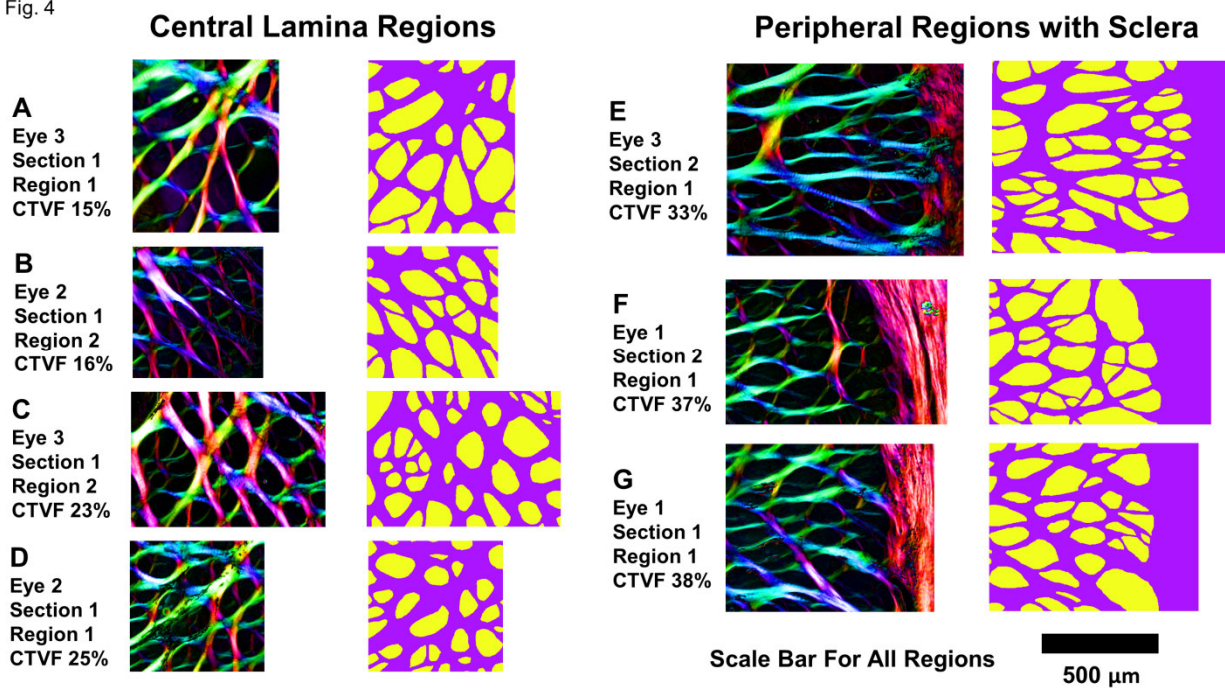 Fig. 4
Central Lamina Regions
Peripheral Regions with Sclera
A
Eye 3
Section 1
Region 1
CTVF 15%
B
Eye 2
Section 1
Region 2
CTVF 16%
C
Eye 3
Section 1
Region 2
CTVF 23%
D
Eye 2
Section 1
Region 1
CTVF 25%
E
Eye 3
Section 2
Region 1
CTVF 33%
F
Eye 1
Section 2
Region 1
CTVF 37%
G
Eye 1
Section 1
Region 1
CTVF 38%
Scale Bar For All Regions
500 µm